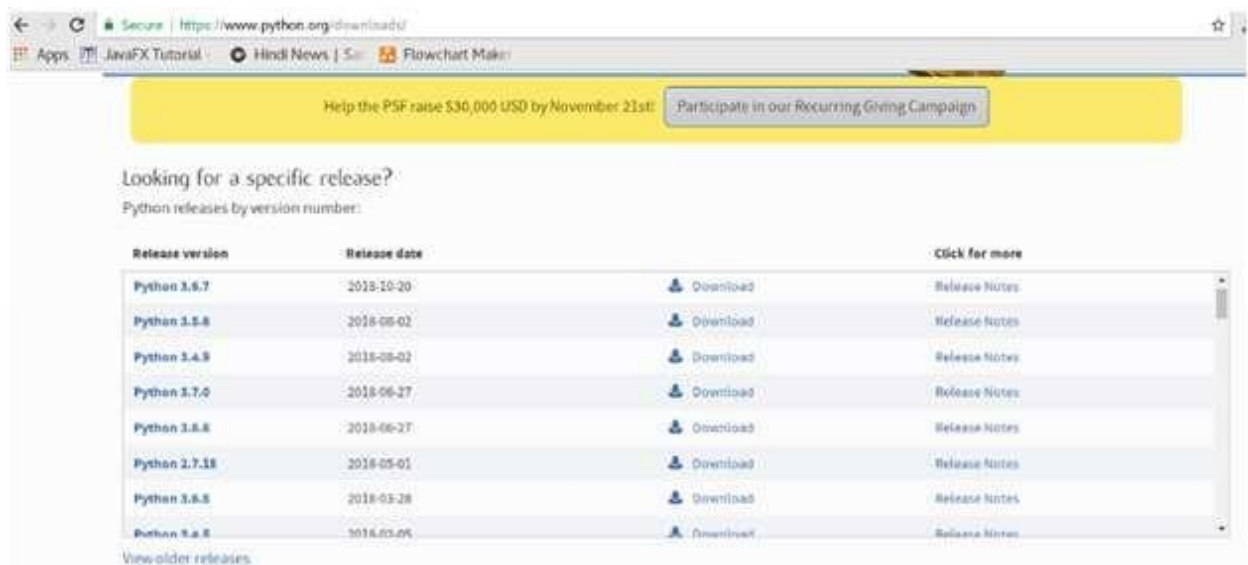 Secure | https://www.python.org/downloads/
Apps JavaFX Tutorial Hindi News | Flowchart Make
Help the PSF raise $30,000 USD by November 21st! Participate in our Recurring Giving Campaign
Looking for a specific release?
Python releases by version number:
Release version Release date Click for more
Python 3.6.7 2018-10-20 Download Release Notes
Python 3.5.6 2018-08-02 Download Release Notes
Python 3.4.9 2018-08-02 Download Release Notes
Python 3.7.0 2018-06-27 Download Release Notes
Python 3.6.6 2018-06-27 Download Release Notes
Python 2.7.15 2018-05-01 Download Release Notes
Python 3.6.5 2018-03-28 Download Release Notes
Python 2018-02-05 Download Release Notes
View older releases